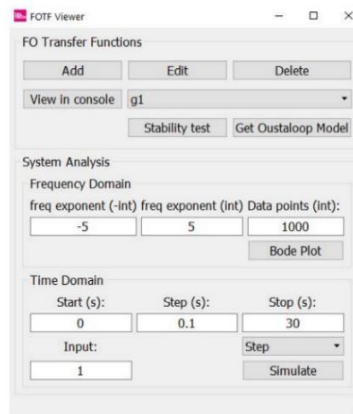 FOTF Viewer
FO Transfer Functions
Add Edit Delete
View in console g1
Stability test Get Oustaloop Model
System Analysis
Frequency Domain
freq exponent (-int) freq exponent (int) Data points (int):
-5 5 1000
Bode Plot
Time Domain
Start (s): Step (s): Stop (s):
0 0.1 30
Input: Step
1 Simulate